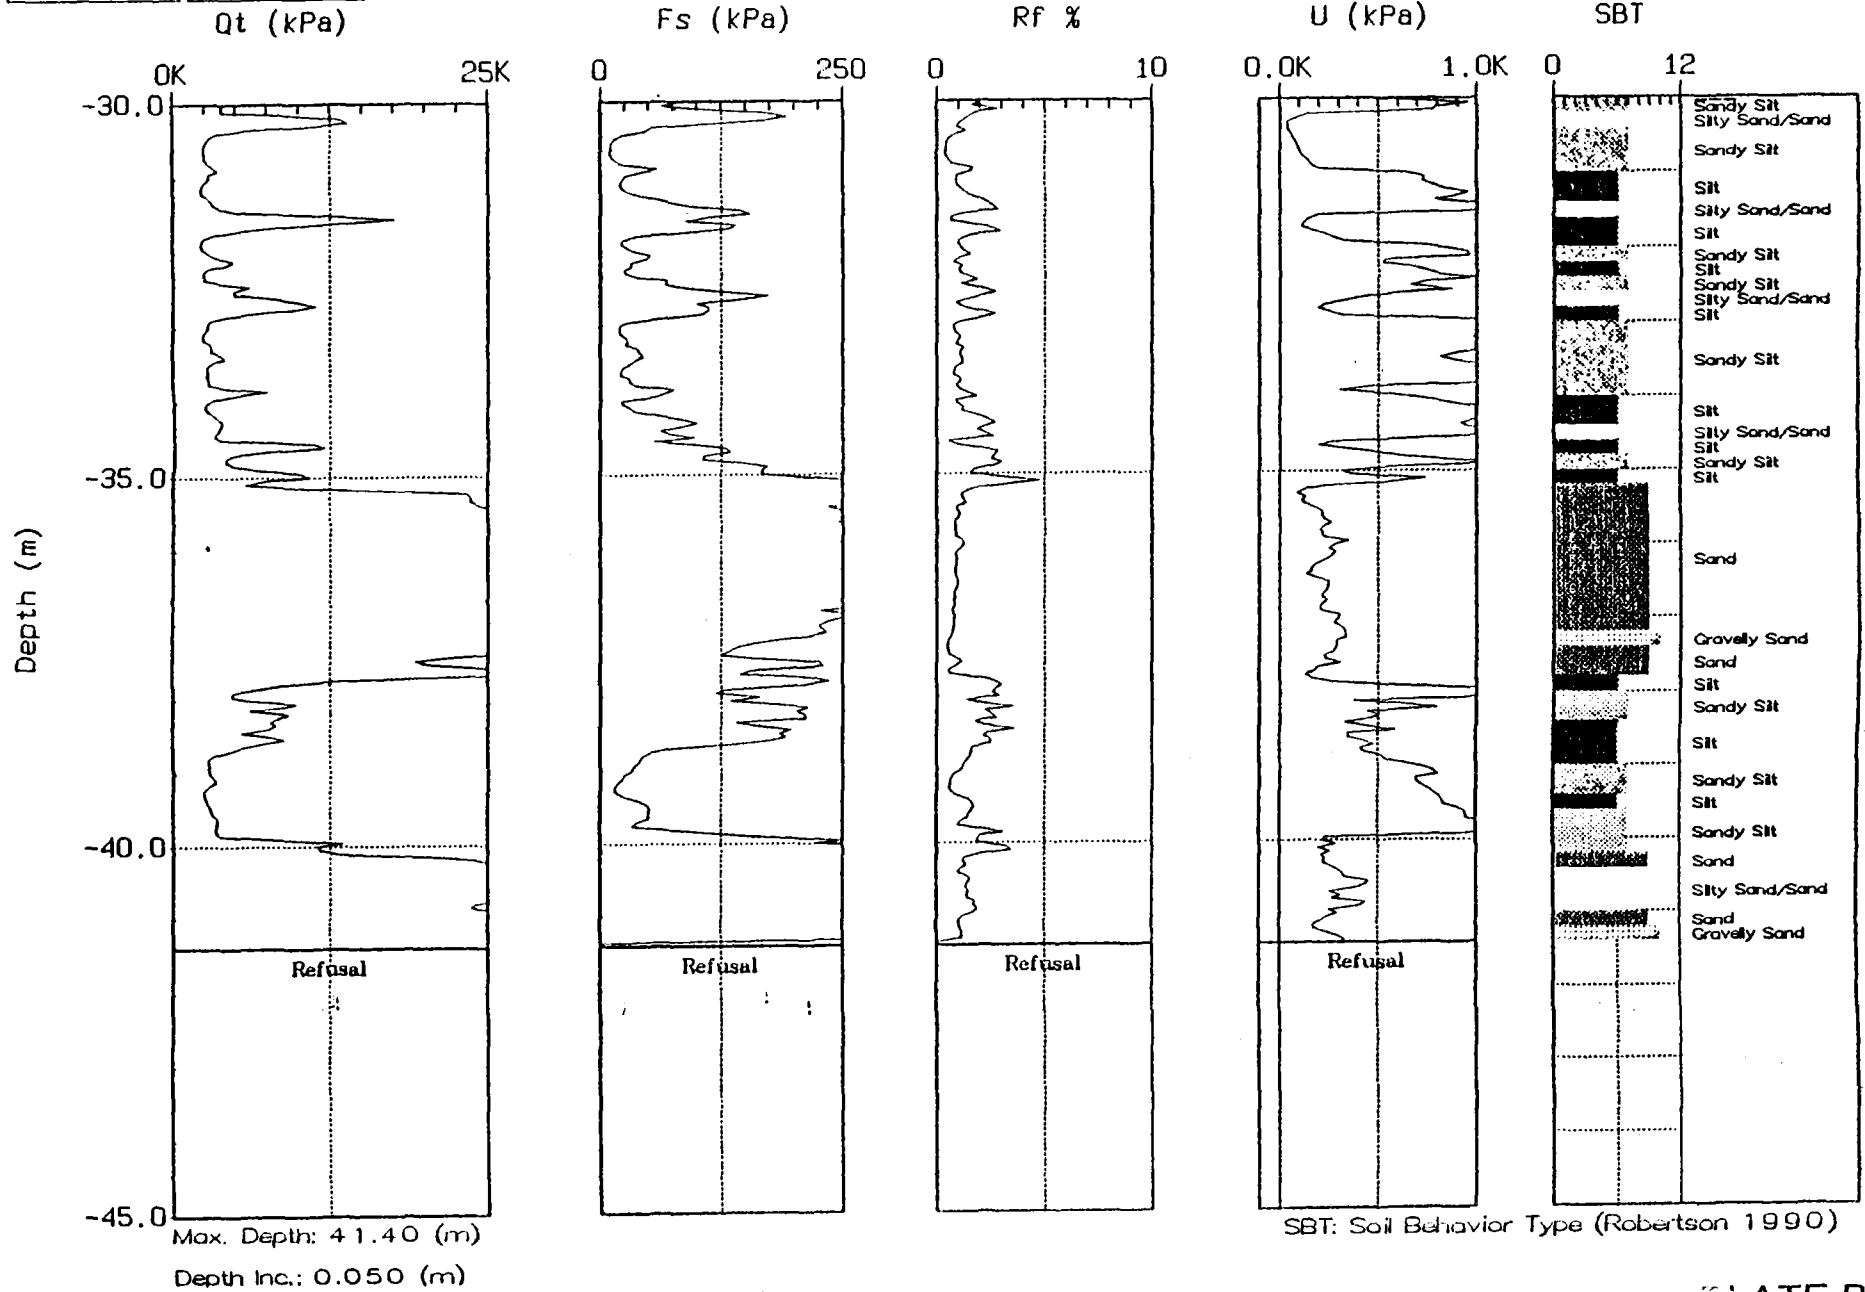 Qt (kPa) Fs (kPa) Rf % U (kPa) SBT
0K 25K 0 250 0 10 0.0K 1.0K 0 12
-30.0
-35.0
-40.0
-45.0
Depth (m)
Sandy Silt
Silty Sand/Sand
Sandy Silt
Silt
Silty Sand/Sand
Silt
Sandy Silt
Silt
Sandy Silt
Silty Sand/Sand
Silt
Sandy Silt
Silt
Silty Sand/Sand
Silt
Sandy Silt
Silt
Sand
Gravelly Sand
Sand
Silt
Sandy Silt
Silt
Sandy Silt
Silt
Sandy Silt
Sand
Silty Sand/Sand
Sand
Gravelly Sand
Refusal Refusal Refusal Refusal
Max. Depth: 41.40 (m)
Depth Inc.: 0.050 (m)
SBT: Soil Behavior Type (Robertson 1990)